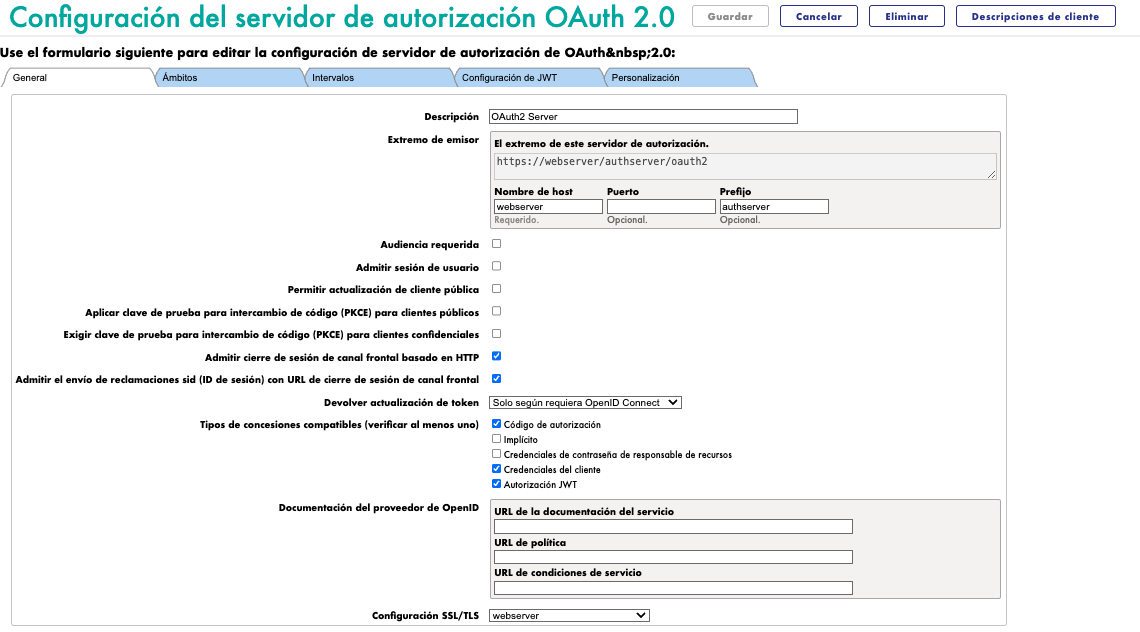 Configuración del servidor de autorización OAuth 2.0
Guardar
Cancelar
Eliminar
Descripciones de cliente
Use el formulario siguiente para editar la configuración de servidor de autorización de OAuth&nbsp;2.0:
General
Ámbitos
Intervalos
Configuración de JWT
Personalización
Descripción
OAuth2 Server
Extremo de emisor
El extremo de este servidor de autorización.
https://webserver/authserver/oauth2
Nombre de host
Puerto
Prefijo
webserver
authserver
Requerido.
Opcional.
Opcional.
Audiencia requerida
Admitir sesión de usuario
Permitir actualización de cliente pública
Aplicar clave de prueba para intercambio de código (PKCE) para clientes públicos
Exigir clave de prueba para intercambio de código (PKCE) para clientes confidenciales
Admitir cierre de sesión de canal frontal basado en HTTP
Admitir el envío de reclamaciones sid (ID de sesión) con URL de cierre de sesión de canal frontal
Devolver actualización de token
Solo según requiera OpenID Connect
Tipos de concesiones compatibles (verificar al menos uno)
Código de autorización
Implícito
Credenciales de contraseña de responsable de recursos
Credenciales del cliente
Autorización JWT
Documentación del proveedor de OpenID
URL de la documentación del servicio
URL de política
URL de condiciones de servicio
Configuración SSL/TLS
webserver